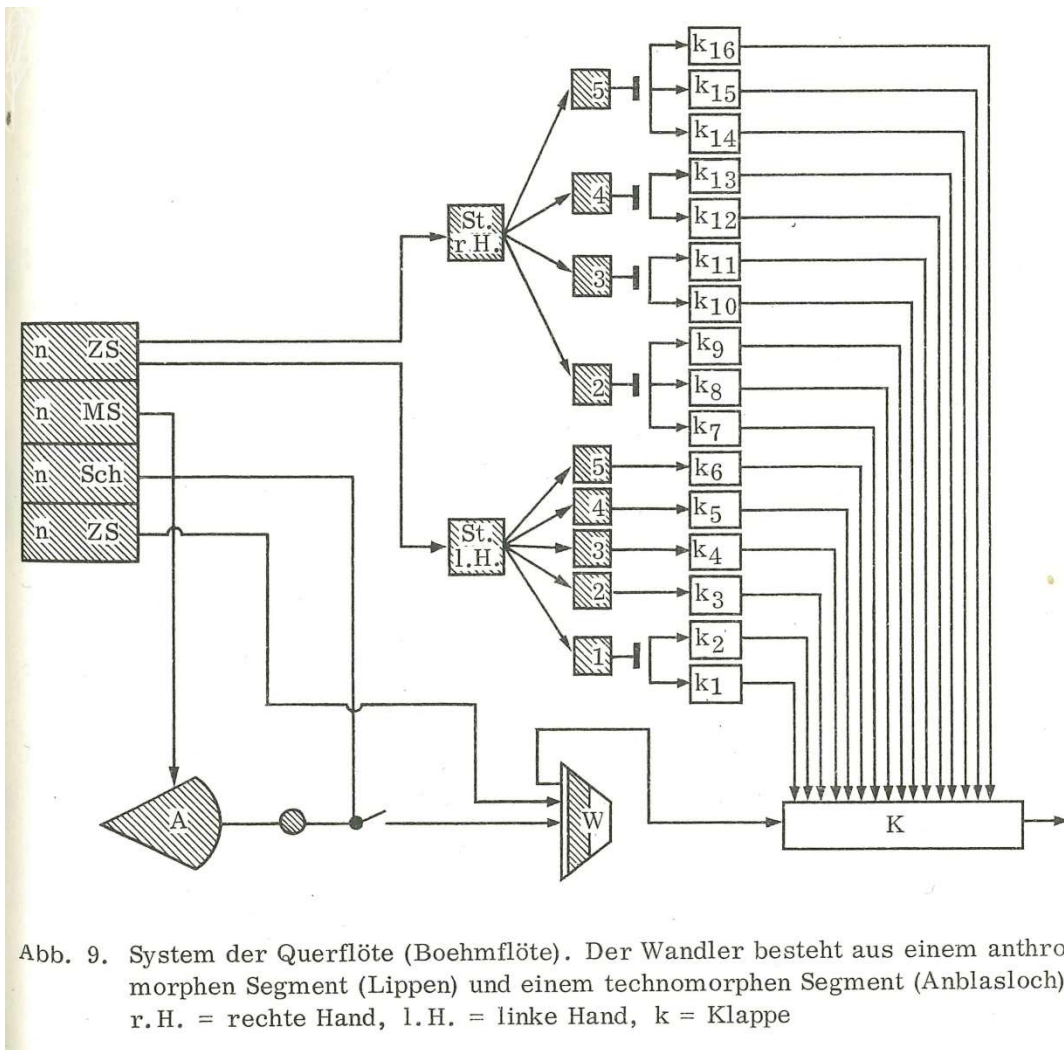 k16
5
k15
k14
k13
4
k12
St.
r.H.
k11
3
k10
k9
n ZS
2
k8
n MS
k7
n Sch
5
k6
n ZS
4
k5
St.
l.H.
3
k4
2
k3
k2
1
k1
A
W
K
Abb. 9. System der Querflöte (Boehmflöte). Der Wandler besteht aus einem anthro
morphen Segment (Lippen) und einem technomorphen Segment (Anblasloch)
r.H. = rechte Hand, l.H. = linke Hand, k = Klappe